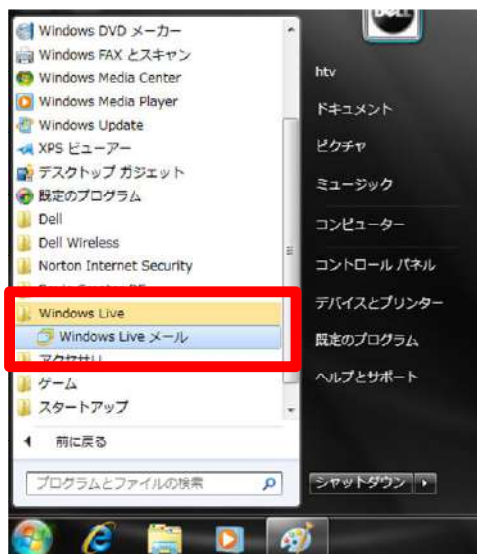 Windows DVD メーカー
Windows FAX とスキャン
Windows Media Center
Windows Media Player
Windows Update
XPS ビューアー
デスクトップ ガジェット
既定のプログラム
Dell
Dell Wireless
Norton Internet Security
Windows Live
Windows Live メール
アクセサリ
ゲーム
スタートアップ
前に戻る
プログラムとファイルの検索
DELL
htv
ドキュメント
ピクチャ
ミュージック
コンピューター
コントロール パネル
デバイスとプリンター
既定のプログラム
ヘルプとサポート
シャットダウン